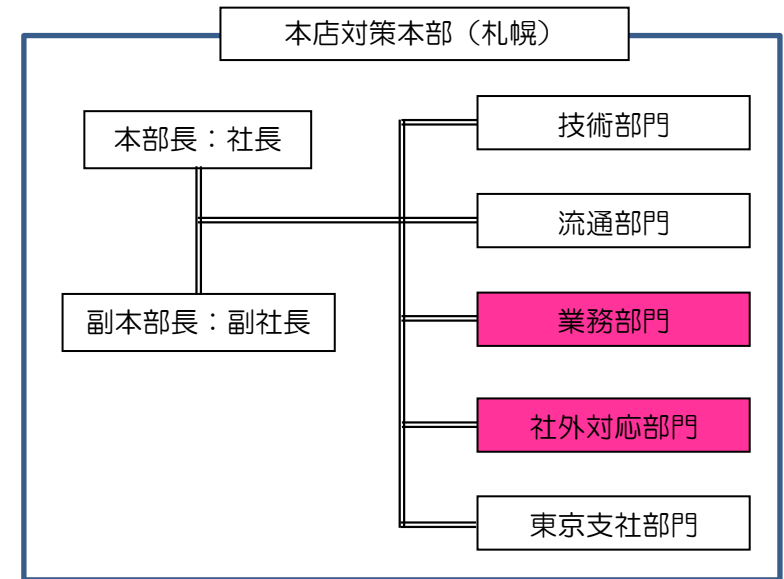 本店対策本部（札幌）
本部長：社長
副本部長：副社長
技術部門
流通部門
業務部門
社外対応部門
東京支社部門